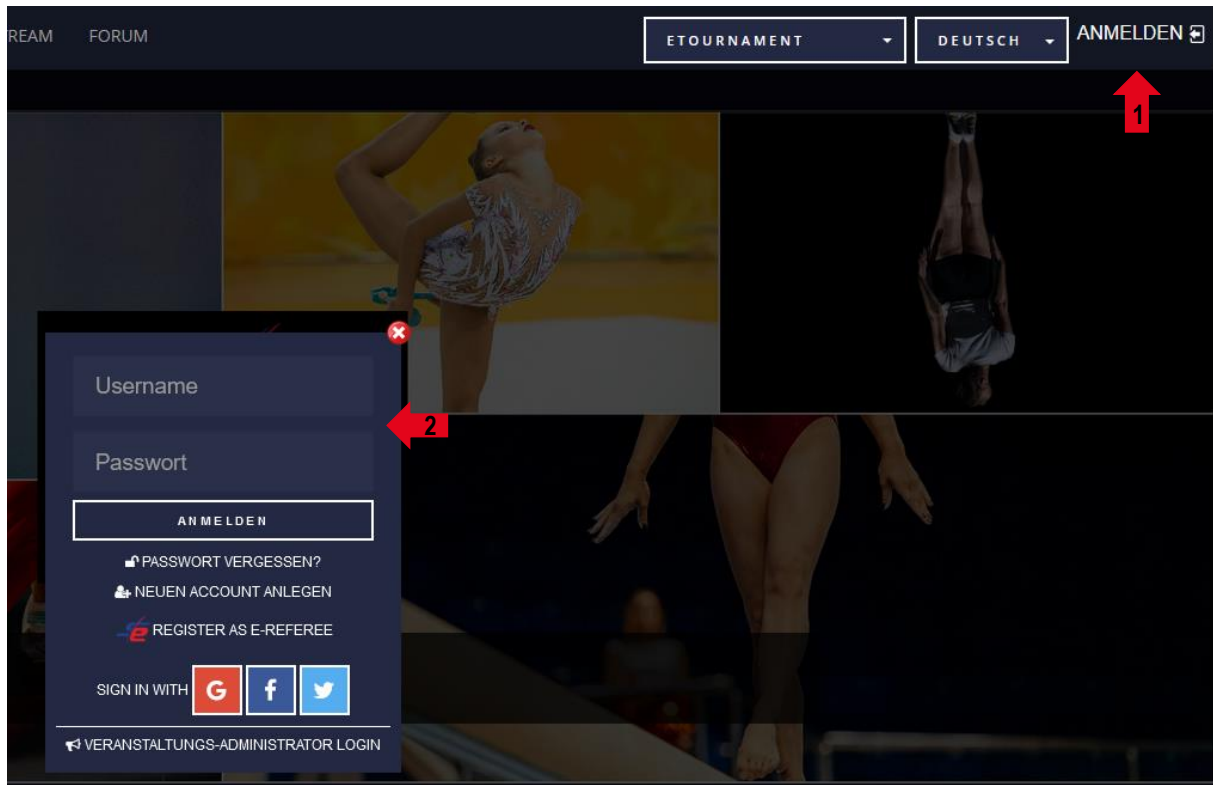 REAM FORUM ETOURNAMENT DEUTSCH ANMELDEN
1
Username
2
Passwort
ANMELDEN
PASSWORT VERGESSEN?
NEUEN ACCOUNT ANLEGEN
e REGISTER AS E-REFEREE
SIGN IN WITH G f
VERANSTALTUNGS-ADMINISTRATOR LOGIN